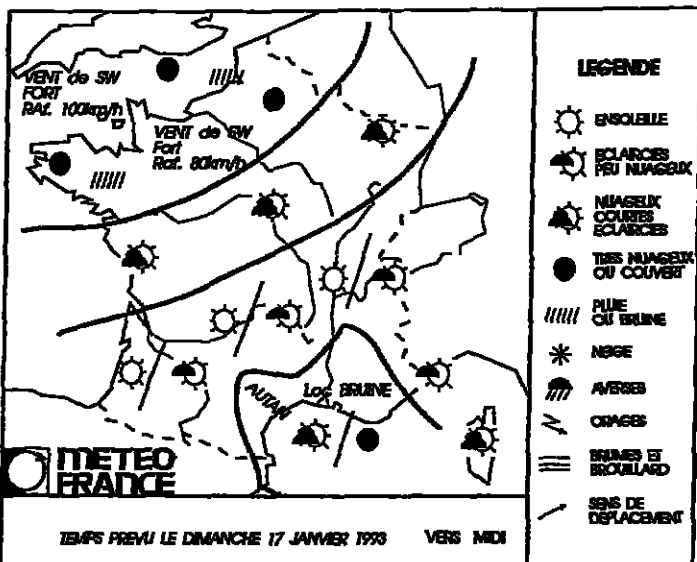 VENT de SW
FORT
Raf. 100km/h
VENT de SW
Fort
Raf. 80km/h
AUTAN
Loc BRUINE
METEO
FRANCE
TEMPS PREVU LE DIMANCHE 17 JANVIER 1993 VERS MIDI
LEGENDE
ENSOLEILLE
ECLAIRCIES
PEU NUAGEUX
NUAGEUX
COURTES
ECLAIRCIES
TRES NUAGEUX
OU COUVERT
PLUIE
OU BRUINE
NEIGE
AVERSES
ORAGES
BRUMES ET
BROUILLARD
SENS DE
DEPLACEMENT